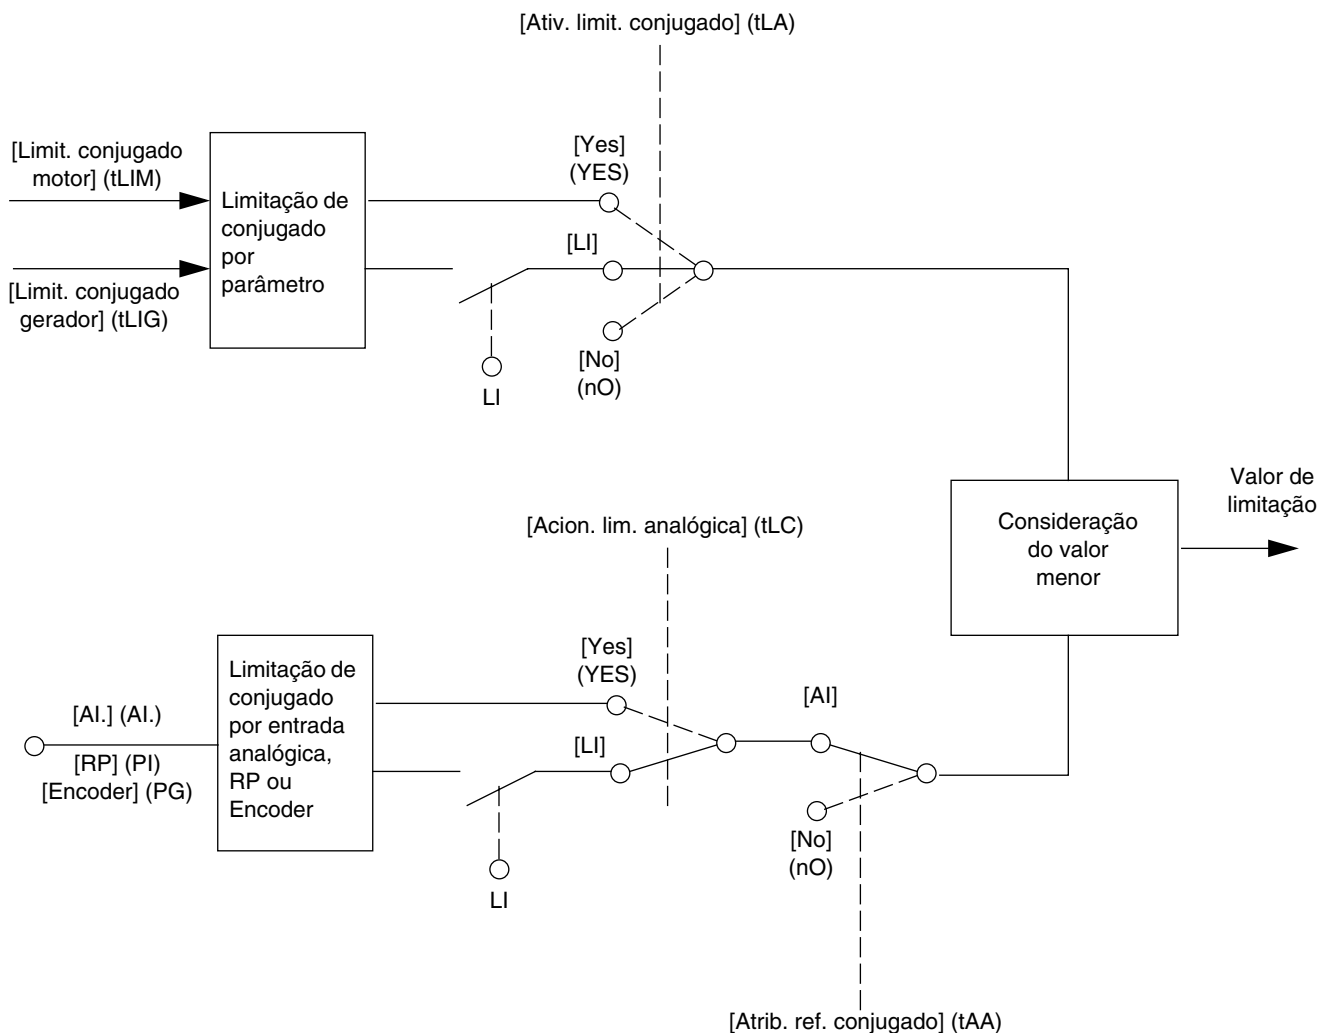 [Ativ. limit. conjugado] (tLA)
[Limit. conjugado
motor] (tLIM)
[Limit. conjugado
gerador] (tLIG)
Limitação de
conjugado
por
parâmetro
[Yes]
(YES)
[LI]
[No]
(nO)
LI
Consideração
do valor
menor
Valor de
limitação
[Acion. lim. analógica] (tLC)
[AI.] (AI.)
[RP] (PI)
[Encoder] (PG)
Limitação de
conjugado
por entrada
analógica,
RP ou
Encoder
[Yes]
(YES)
[LI]
LI
[AI]
[No]
(nO)
[Atrib. ref. conjugado] (tAA)